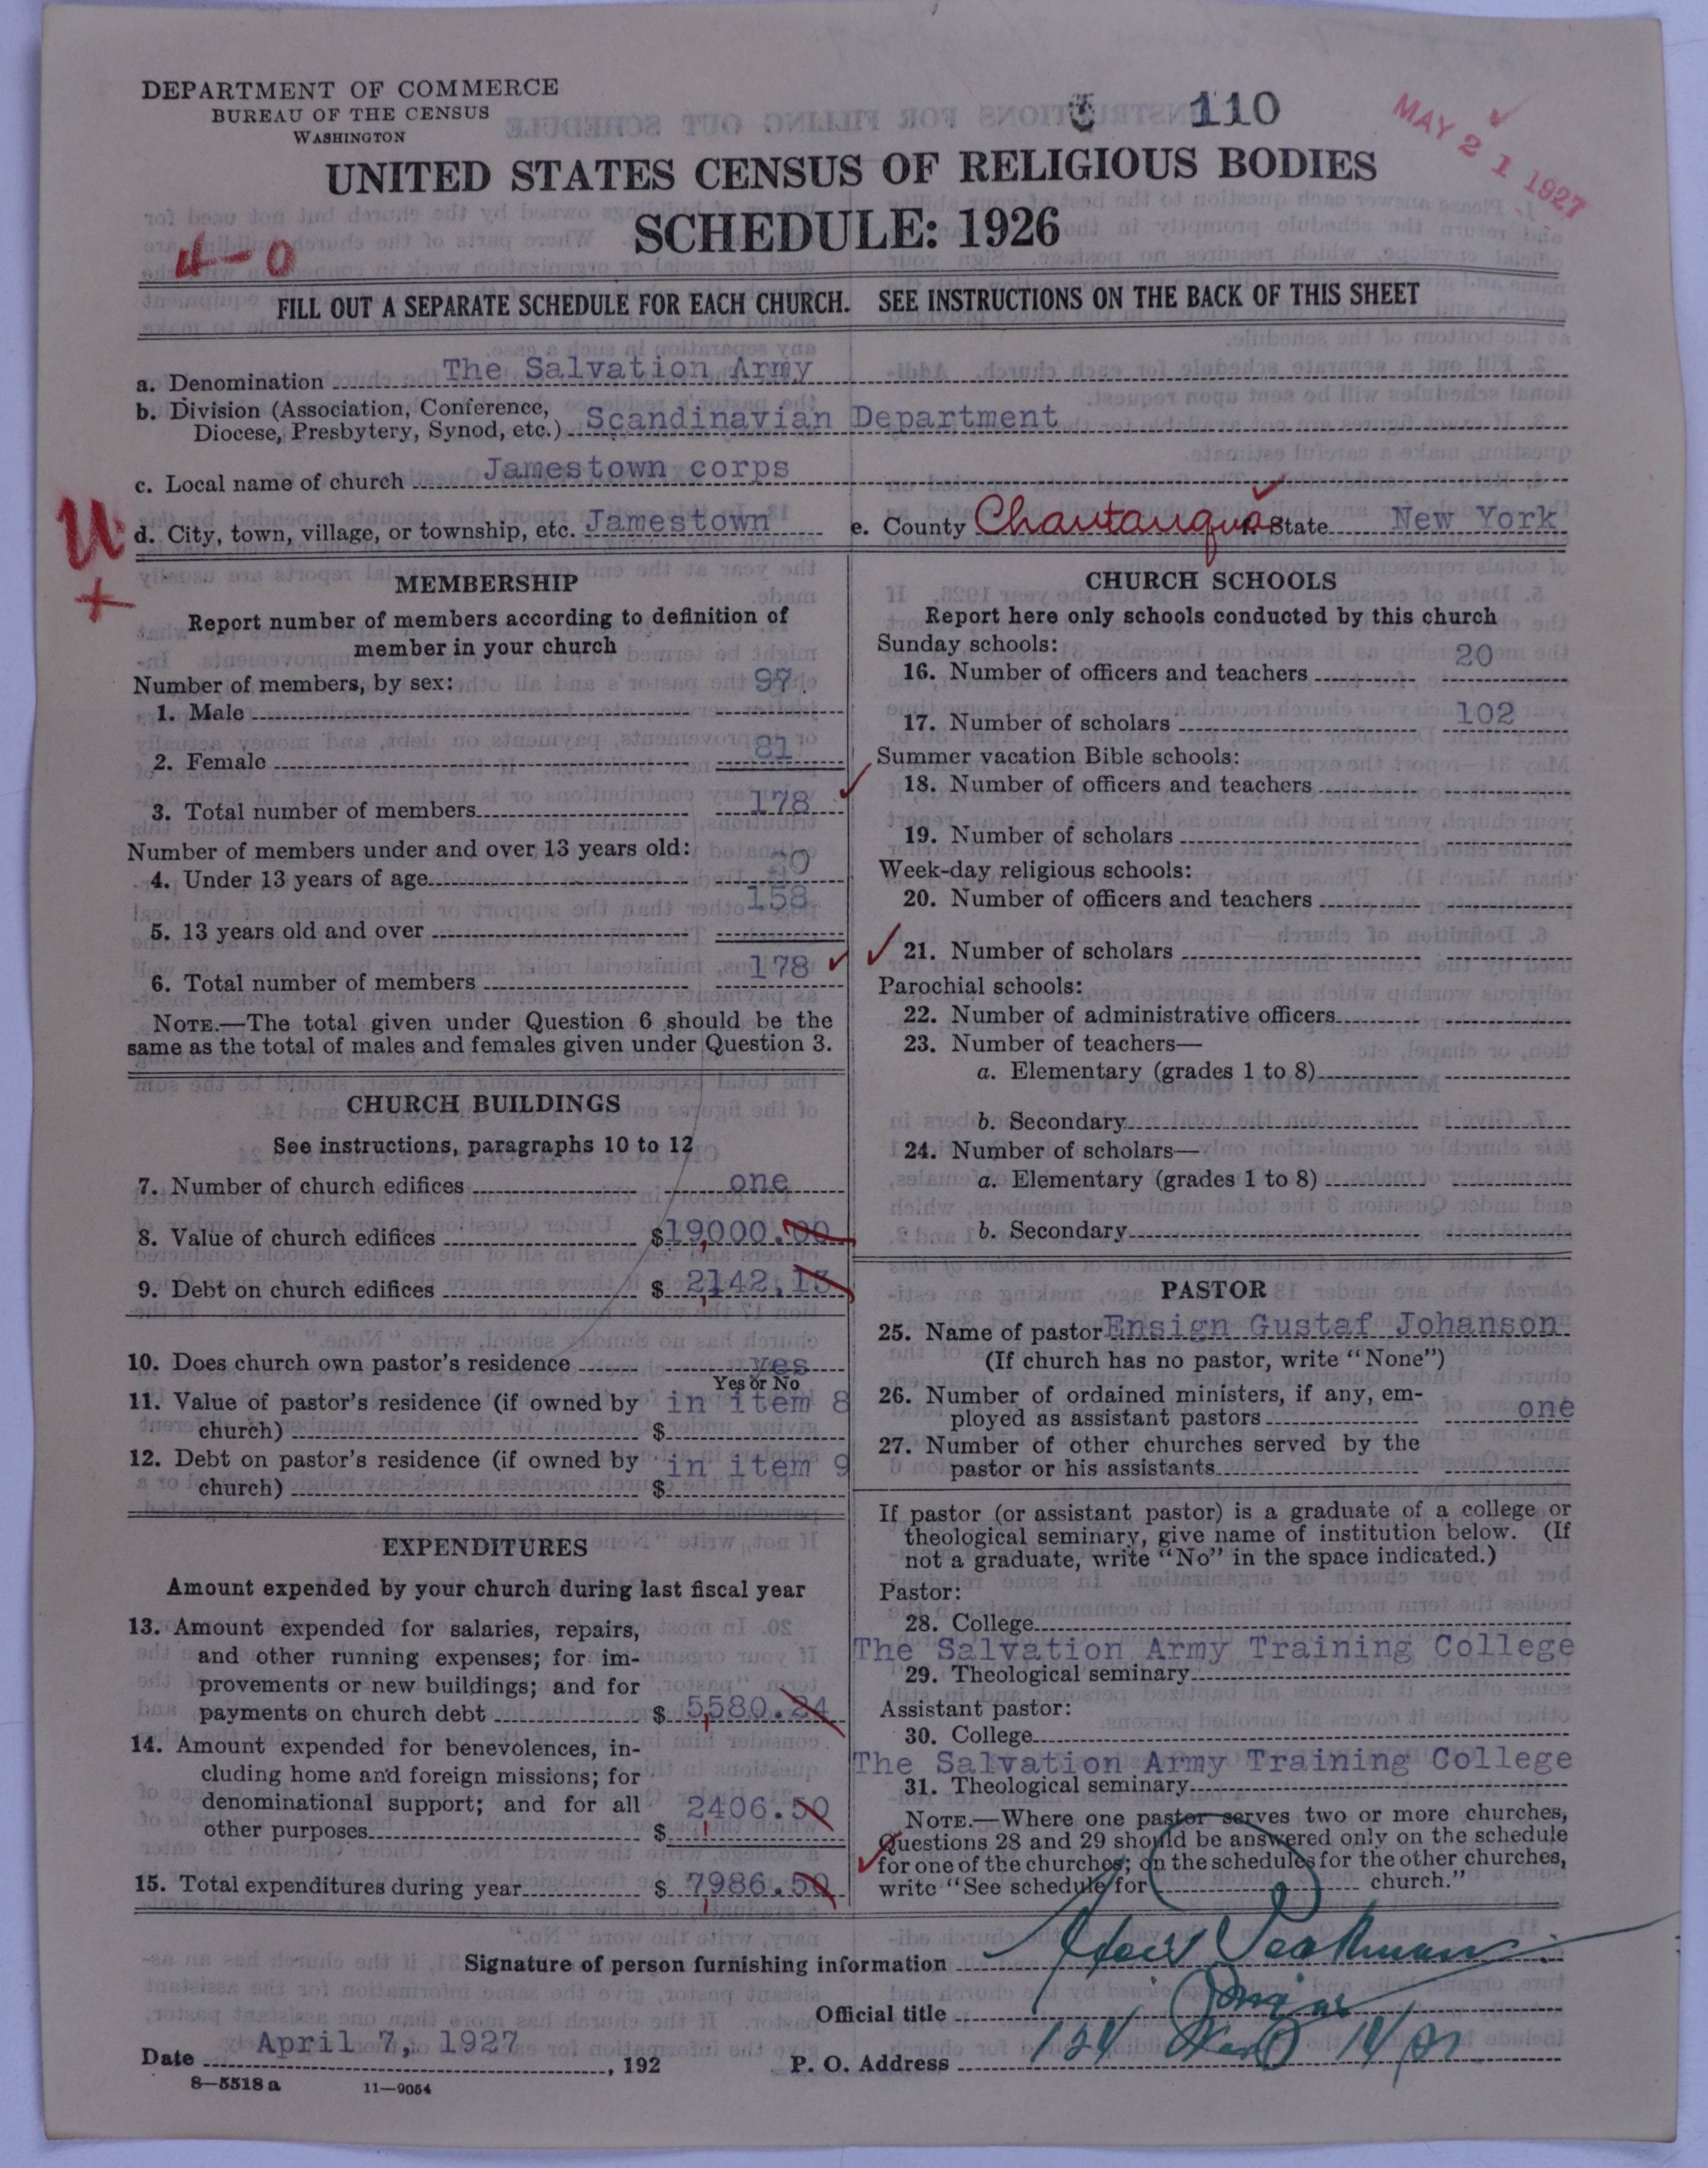 DEPARTMENT OF COMMERCE
BUREAU OF THE CENSUS
WASHINGTON
110
MAY 21 1927
UNITED STATES CENSUS OF RELIGIOUS BODIES
SCHEDULE: 1926
4-0
FILL OUT A SEPARATE SCHEDULE FOR EACH CHURCH. SEE INSTRUCTIONS ON THE BACK OF THIS SHEET
a. Denomination The Salvation Army
b. Division (Association, Conference, Diocese, Presbytery, Synod, etc.) Scandinavian Department
c. Local name of church Jamestown corps
U
d. City, town, village, or township, etc. Jamestown e. County Chautauqua State New York
+
MEMBERSHIP
Report number of members according to definition of
member in your church
Number of members, by sex:
1. Male 97
2. Female 81
3. Total number of members 178
Number of members under and over 13 years old:
4. Under 13 years of age 20
5. 13 years old and over 158
6. Total number of members 178
NOTE.—The total given under Question 6 should be the
same as the total of males and females given under Question 3.
CHURCH BUILDINGS
See instructions, paragraphs 10 to 12
7. Number of church edifices one
8. Value of church edifices $19000.00
9. Debt on church edifices $ 2142.13
10. Does church own pastor's residence yes
Yes or No
11. Value of pastor's residence (if owned by in item 8
church) $
12. Debt on pastor's residence (if owned by in item 9
church) $
EXPENDITURES
Amount expended by your church during last fiscal year
13. Amount expended for salaries, repairs,
and other running expenses; for im-
provements or new buildings; and for
payments on church debt $ 5580.24
14. Amount expended for benevolences, in-
cluding home and foreign missions; for
denominational support; and for all
other purposes $ 2406.50
15. Total expenditures during year $ 7986.50
CHURCH SCHOOLS
Report here only schools conducted by this church
Sunday schools:
16. Number of officers and teachers 20
17. Number of scholars 102
Summer vacation Bible schools:
18. Number of officers and teachers
19. Number of scholars
Week-day religious schools:
20. Number of officers and teachers
21. Number of scholars
Parochial schools:
22. Number of administrative officers
23. Number of teachers—
a. Elementary (grades 1 to 8)
b. Secondary
24. Number of scholars—
a. Elementary (grades 1 to 8)
b. Secondary
PASTOR
25. Name of pastor Ensign Gustaf Johanson
(If church has no pastor, write "None")
26. Number of ordained ministers, if any, em-
ployed as assistant pastors one
27. Number of other churches served by the
pastor or his assistants
If pastor (or assistant pastor) is a graduate of a college or
theological seminary, give name of institution below. (If
not a graduate, write "No" in the space indicated.)
Pastor:
28. College
The Salvation Army Training College
29. Theological seminary
Assistant pastor:
30. College
The Salvation Army Training College
31. Theological seminary
NOTE.—Where one pastor serves two or more churches,
Questions 28 and 29 should be answered only on the schedule
for one of the churches; on the schedules for the other churches,
write "See schedule for church."
Signature of person furnishing information
Official title
Date April 7, 1927, 192 P. O. Address 124 14 St
8—5518 a 11—9054